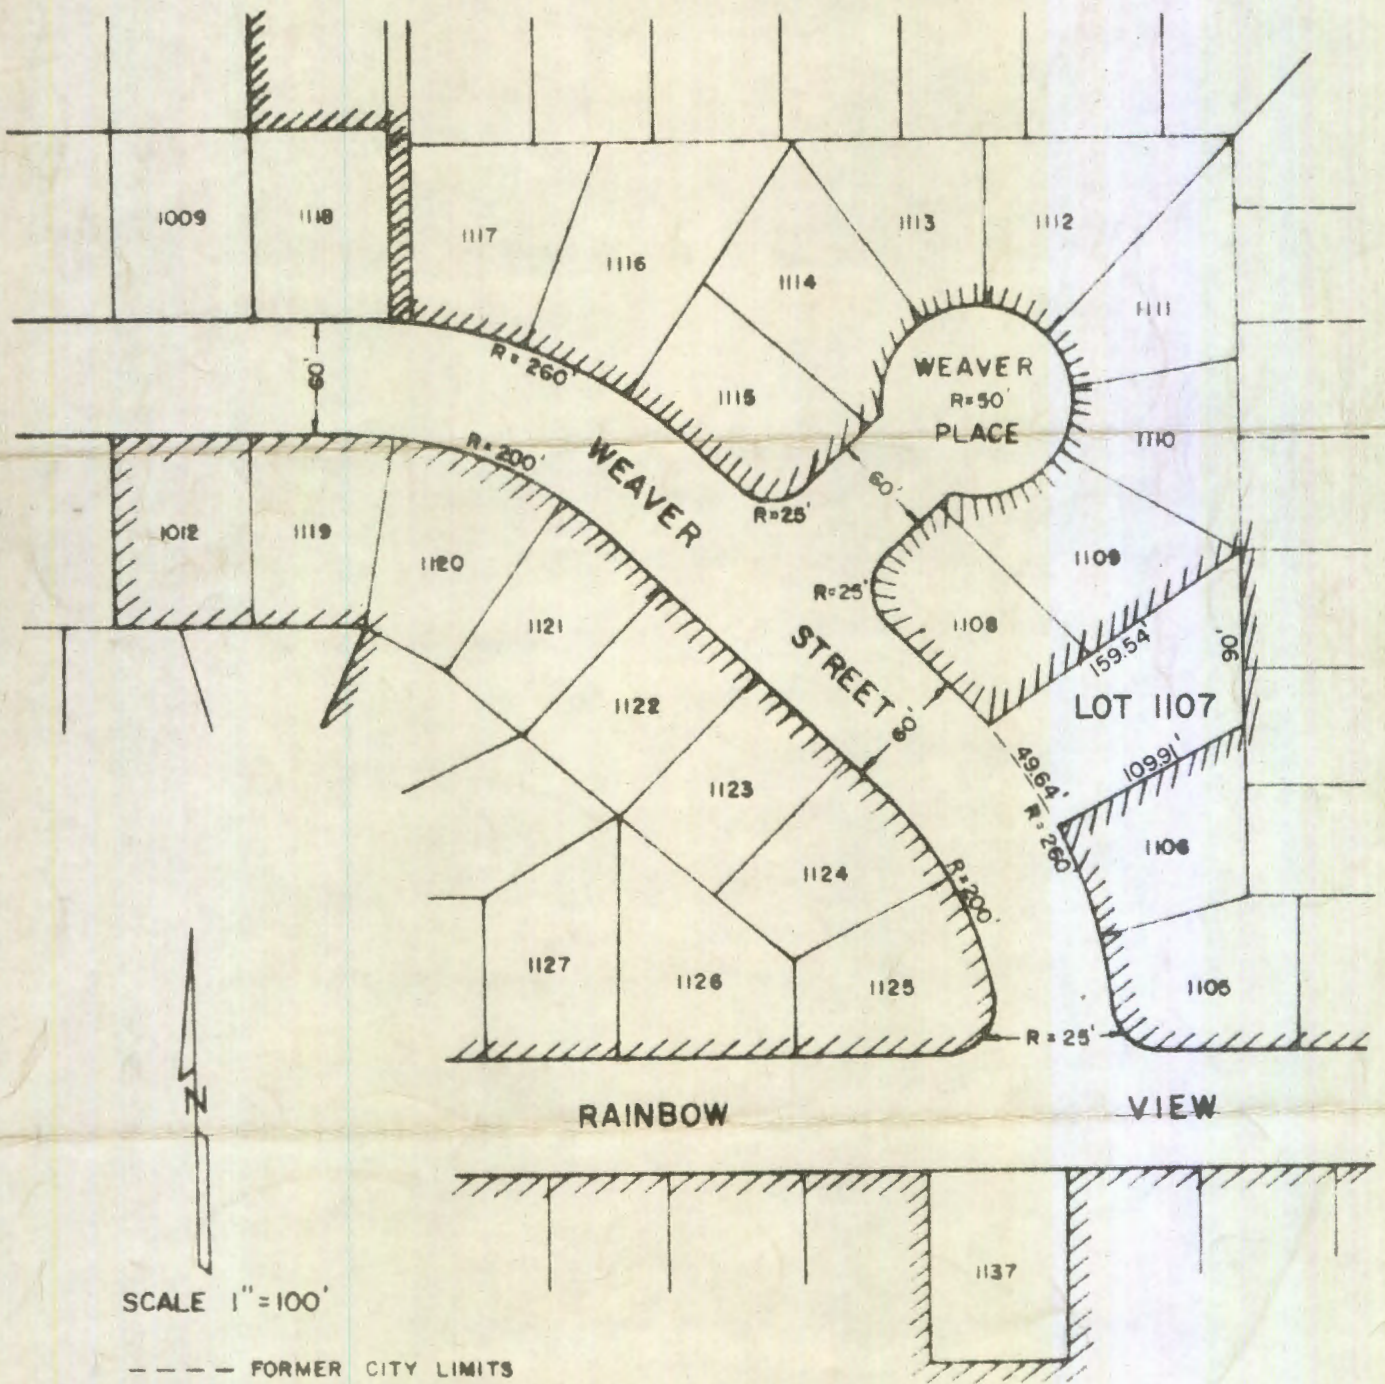 1009
1118
1117
1116
1114
1113
1112
1111
60'
R = 260'
1115
WEAVER
R=50'
PLACE
1110
R=200'
WEAVER
60'
R=25'
1012
1119
1120
1109
R=25'
1121
1108
STREET
159.54'
90'
1122
60'
LOT 1107
1123
49.64'
109.91'
R=260'
1106
1124
R=200'
1127
1126
1125
1105
R=25'
RAINBOW VIEW
N
1137
SCALE 1"=100'
---- FORMER CITY LIMITS